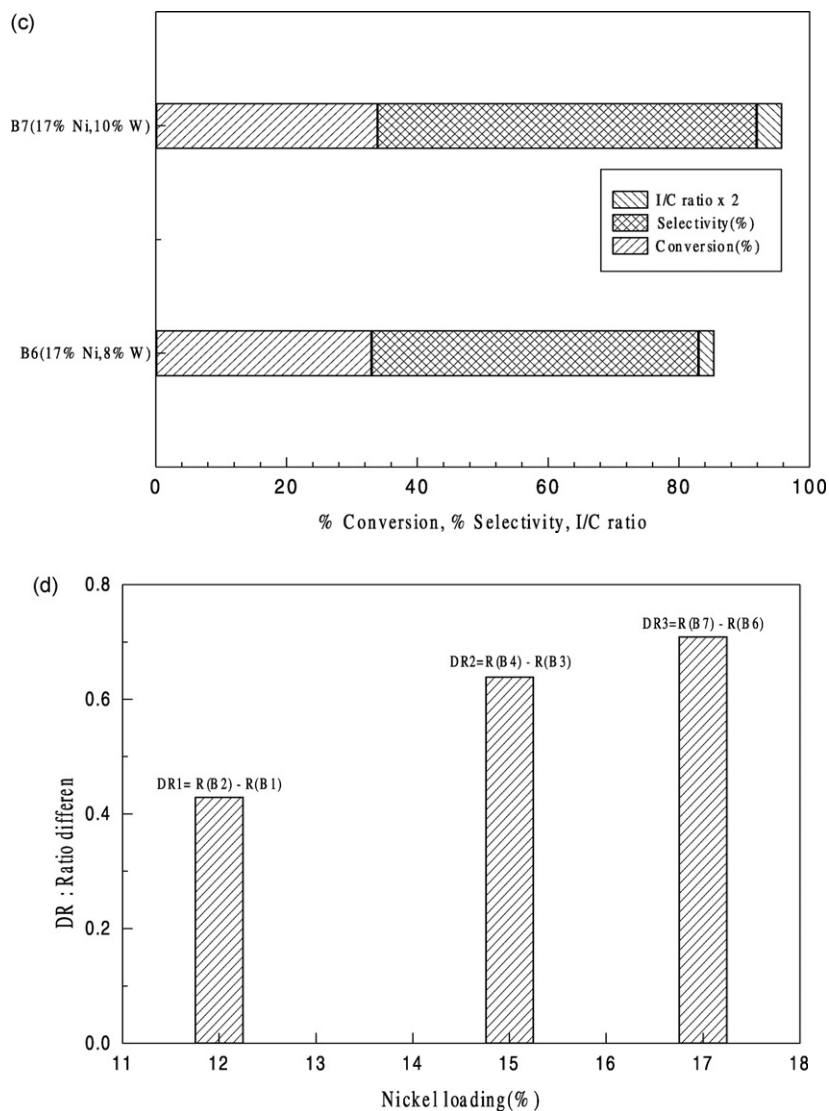 (c)
B7(17% Ni,10% W)
I/C ratio x 2
Selectivity(%)
Conversion(%)
B6(17% Ni,8% W)
0 20 40 60 80 100
% Conversion, % Selectivity, I/C ratio
(d)
0.8
DR3=R(B7) - R(B6)
DR2=R(B4) - R(B3)
0.6
DR1= R(B2) - R(B1)
0.4
DR : Ratio differen
0.2
0.0
11 12 13 14 15 16 17 18
Nickel loading(%)